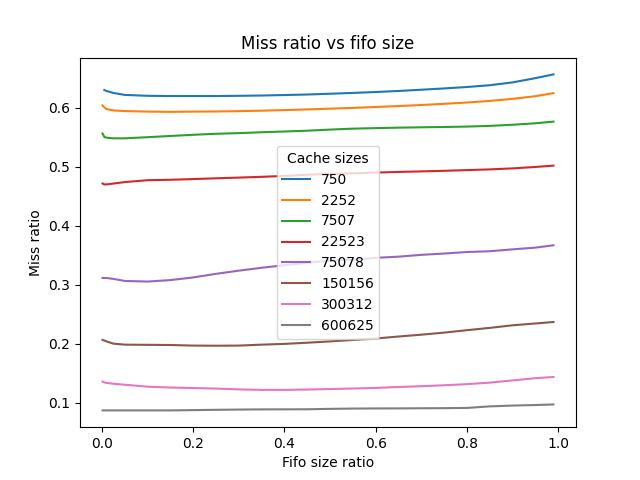 Miss ratio vs fifo size
Miss ratio
0.6
0.5
0.4
0.3
0.2
0.1
Cache sizes
750
2252
7507
22523
75078
150156
300312
600625
0.0 0.2 0.4 0.6 0.8 1.0
Fifo size ratio